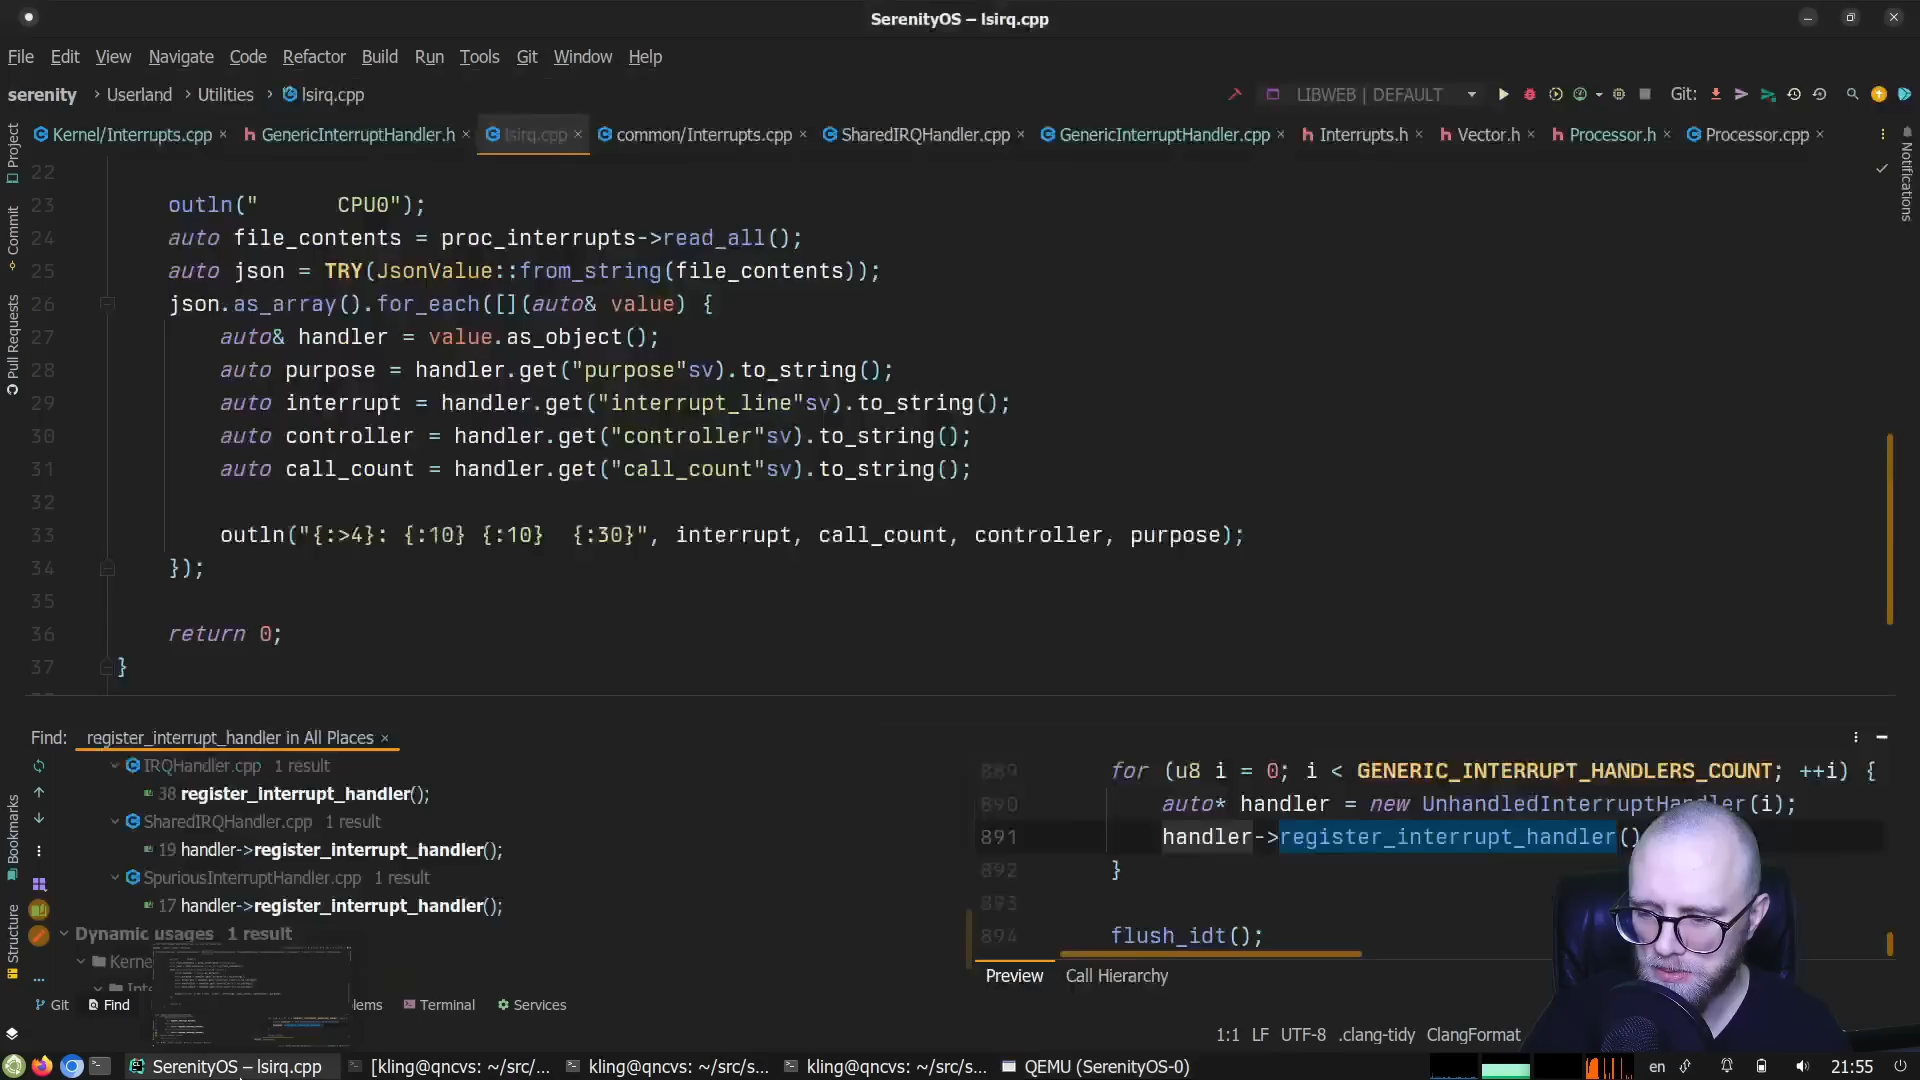 SerenityOS – lsirq.cpp
File Edit View Navigate Code Refactor Build Run Tools Git Window Help
serenity › Userland › Utilities › lsirq.cpp
LIBWEB | DEFAULT
Git:
Kernel/Interrupts.cpp × GenericInterruptHandler.h × lsirq.cpp × common/Interrupts.cpp × SharedIRQHandler.cpp × GenericInterruptHandler.cpp × Interrupts.h × Vector.h × Processor.h × Processor.cpp ×
Project
Commit
Pull Requests
Bookmarks
Structure
Notifications
22
23 outln("      CPU0");
24 auto file_contents = proc_interrupts->read_all();
25 auto json = TRY(JsonValue::from_string(file_contents));
26 json.as_array().for_each([](auto& value) {
27 auto& handler = value.as_object();
28 auto purpose = handler.get("purpose"sv).to_string();
29 auto interrupt = handler.get("interrupt_line"sv).to_string();
30 auto controller = handler.get("controller"sv).to_string();
31 auto call_count = handler.get("call_count"sv).to_string();
32
33 outln("{:>4}: {:10} {:10}  {:30}", interrupt, call_count, controller, purpose);
34 });
35
36 return 0;
37 }
Find: register_interrupt_handler in All Places ×
IRQHandler.cpp 1 result
38 register_interrupt_handler();
SharedIRQHandler.cpp 1 result
19 handler->register_interrupt_handler();
SpuriousInterruptHandler.cpp 1 result
17 handler->register_interrupt_handler();
Dynamic usages 1 result
Kerne
889 for (u8 i = 0; i < GENERIC_INTERRUPT_HANDLERS_COUNT; ++i) {
890 auto* handler = new UnhandledInterruptHandler(i);
891 handler->register_interrupt_handler()
892 }
893
894 flush_idt();
Preview Call Hierarchy
Git Find lems Terminal Services
1:1 LF UTF-8 .clang-tidy ClangFormat
SerenityOS – lsirq.cpp [kling@qncvs: ~/src/... kling@qncvs: ~/src/s... kling@qncvs: ~/src/s... QEMU (SerenityOS-0) en 21:55